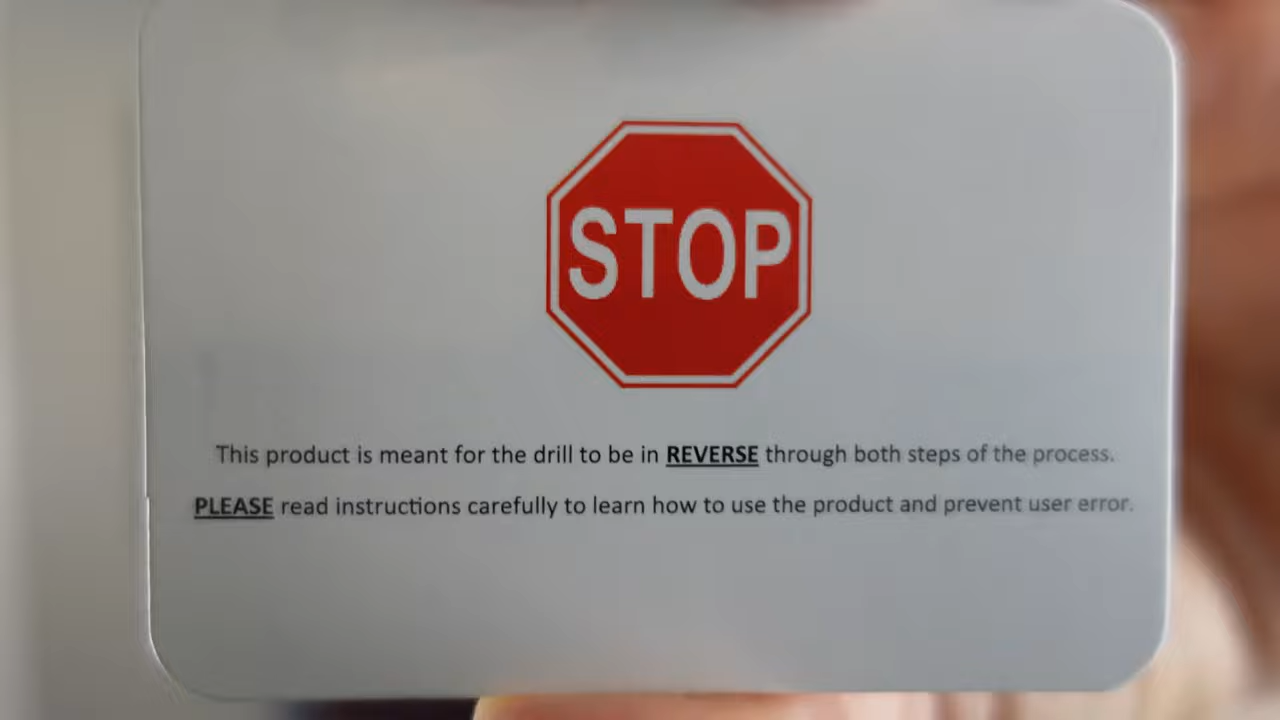 STOP
This product is meant for the drill to be in REVERSE through both steps of the process.
PLEASE read instructions carefully to learn how to use the product and prevent user error.